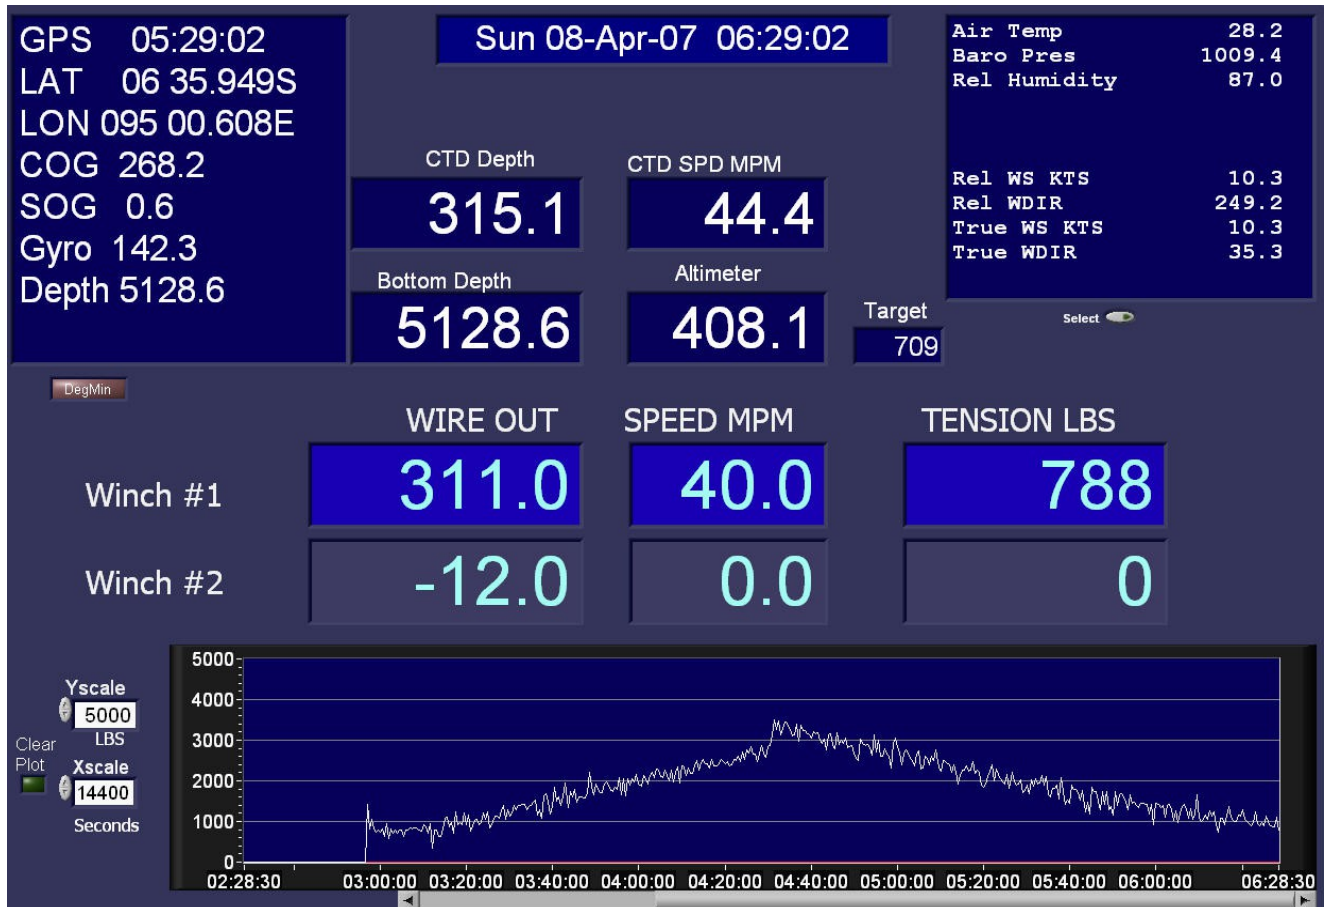 GPS 05:29:02
LAT 06 35.949S
LON 095 00.608E
COG 268.2
SOG 0.6
Gyro 142.3
Depth 5128.6
DegMin
Sun 08-Apr-07 06:29:02
CTD Depth
315.1
CTD SPD MPM
44.4
Bottom Depth
5128.6
Altimeter
408.1
Target
709
Air Temp 28.2
Baro Pres 1009.4
Rel Humidity 87.0
Rel WS KTS 10.3
Rel WDIR 249.2
True WS KTS 10.3
True WDIR 35.3
Select
WIRE OUT SPEED MPM TENSION LBS
Winch #1 311.0 40.0 788
Winch #2 -12.0 0.0 0
Yscale
5000
LBS
Clear
Plot
Xscale
14400
Seconds
5000
4000
3000
2000
1000
0
02:28:30 03:00:00 03:20:00 03:40:00 04:00:00 04:20:00 04:40:00 05:00:00 05:20:00 05:40:00 06:00:00 06:28:30